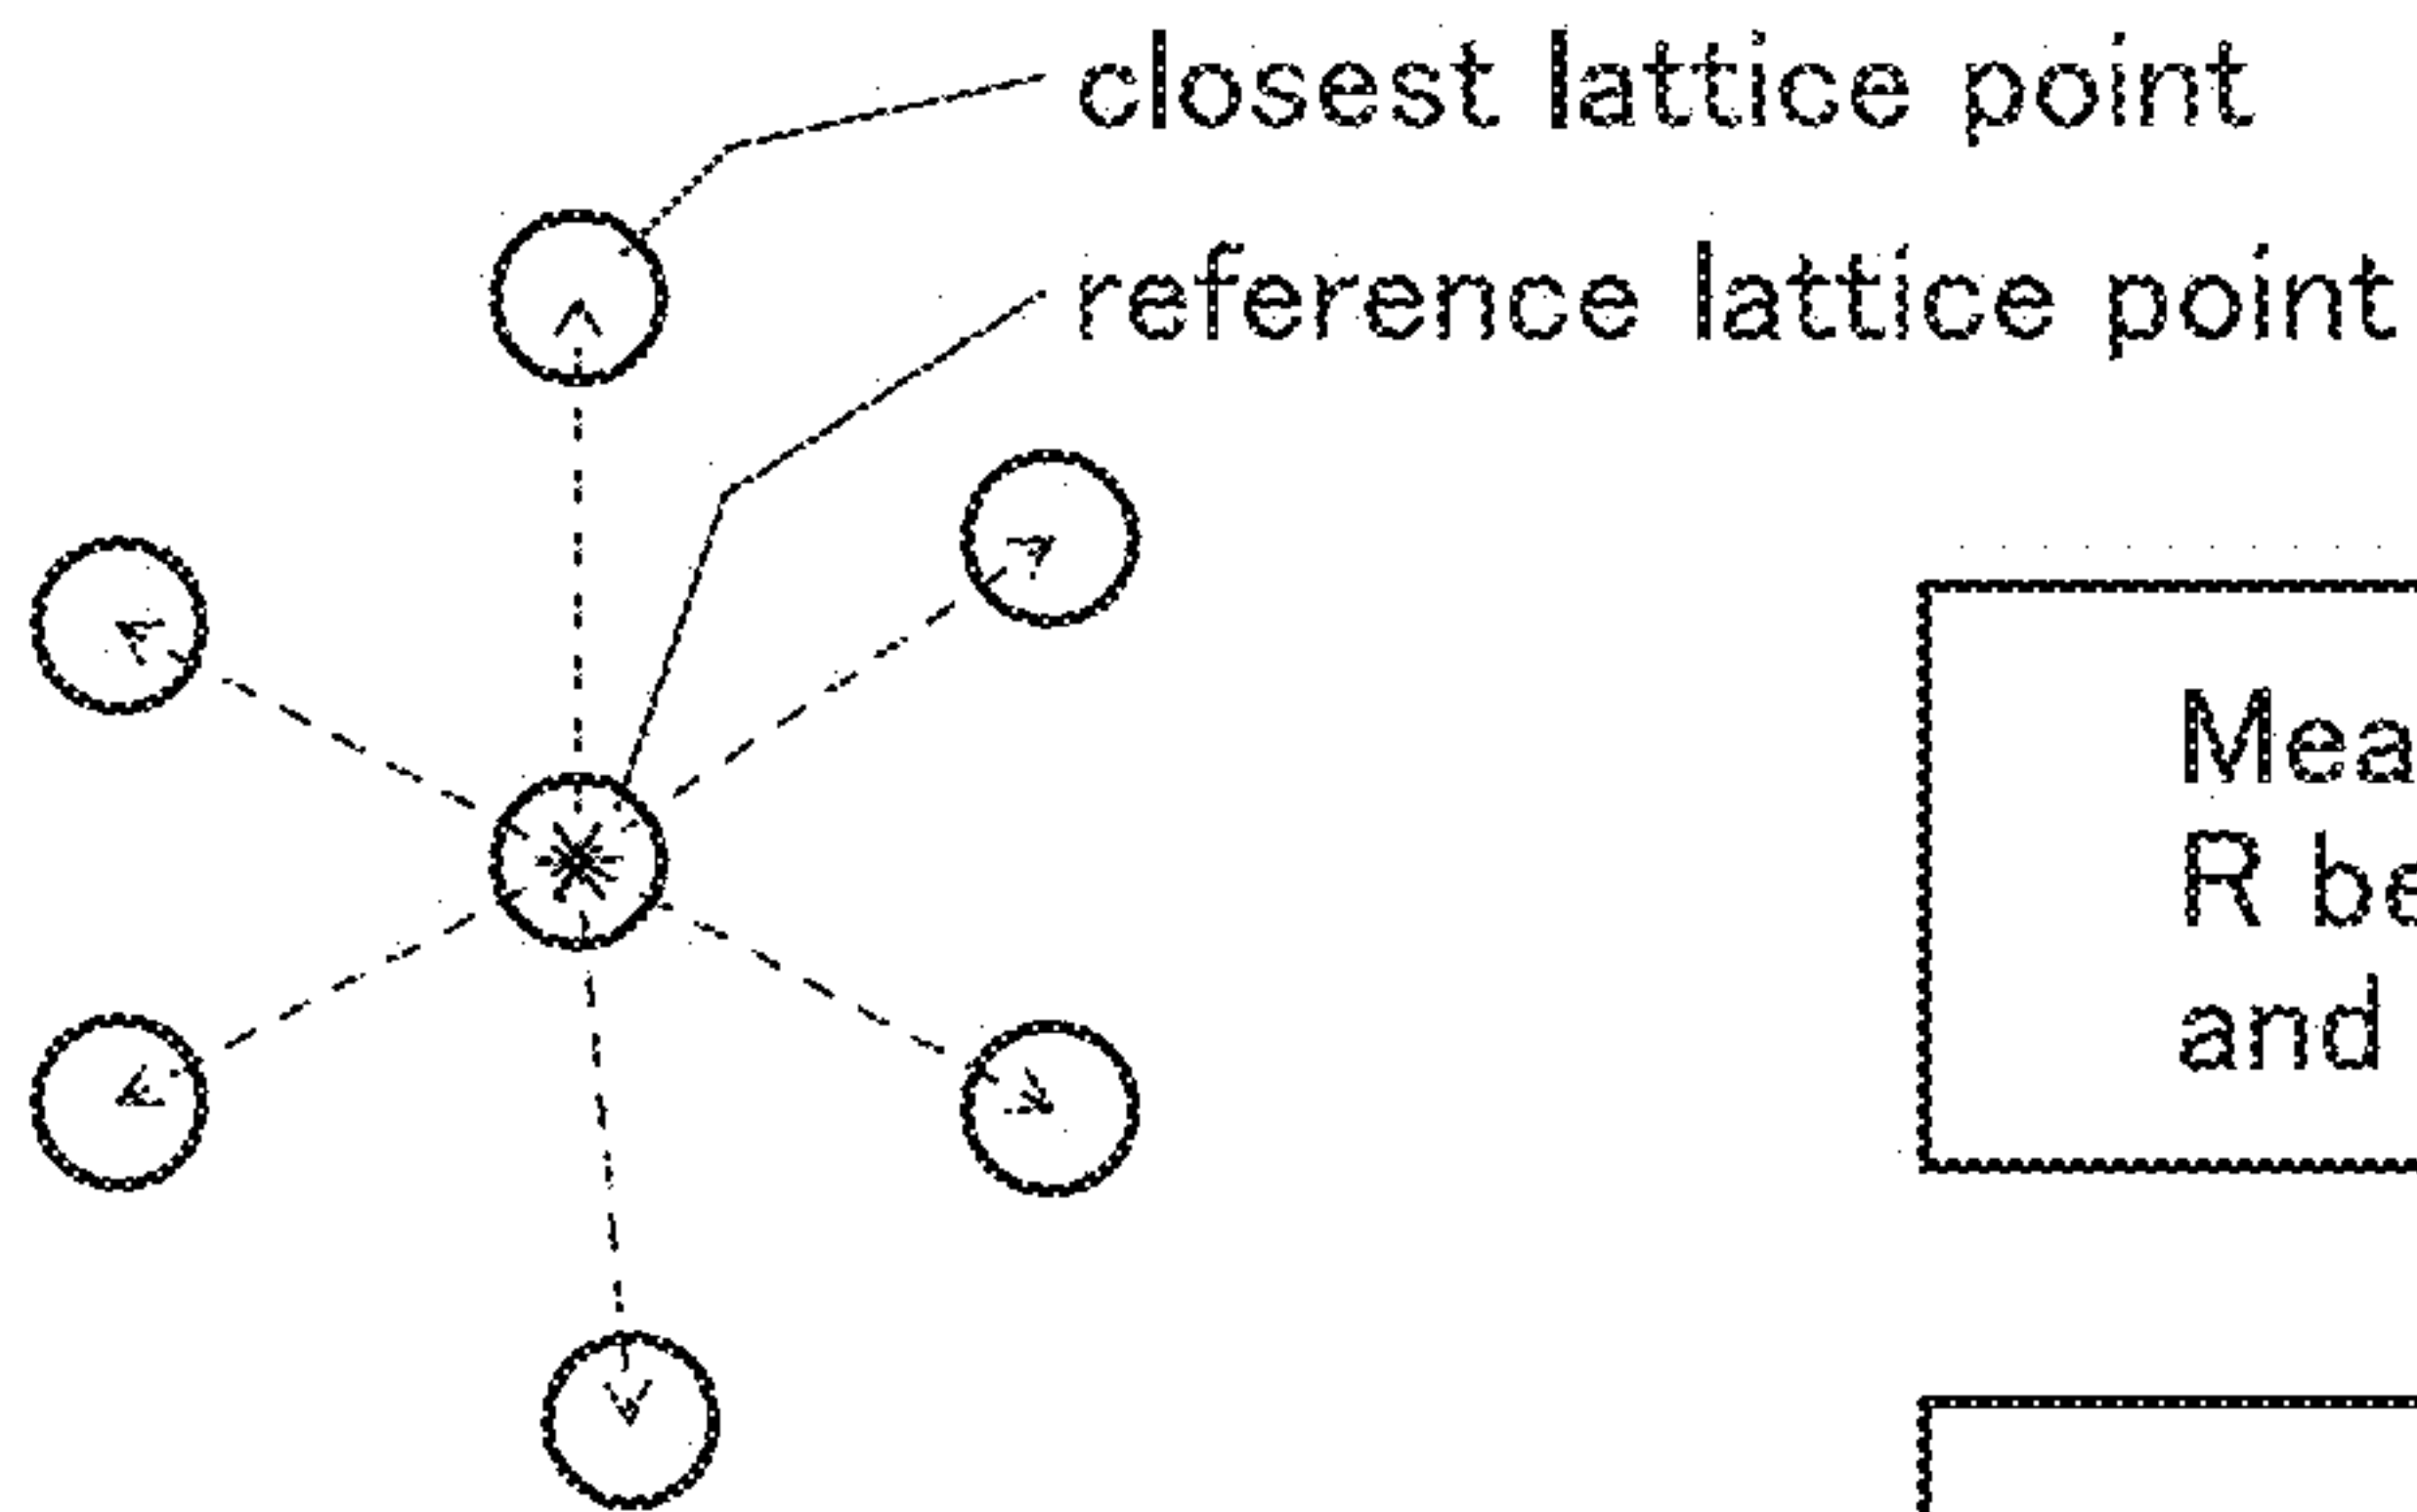 closest lattice point
reference lattice point
Mea
R be
and